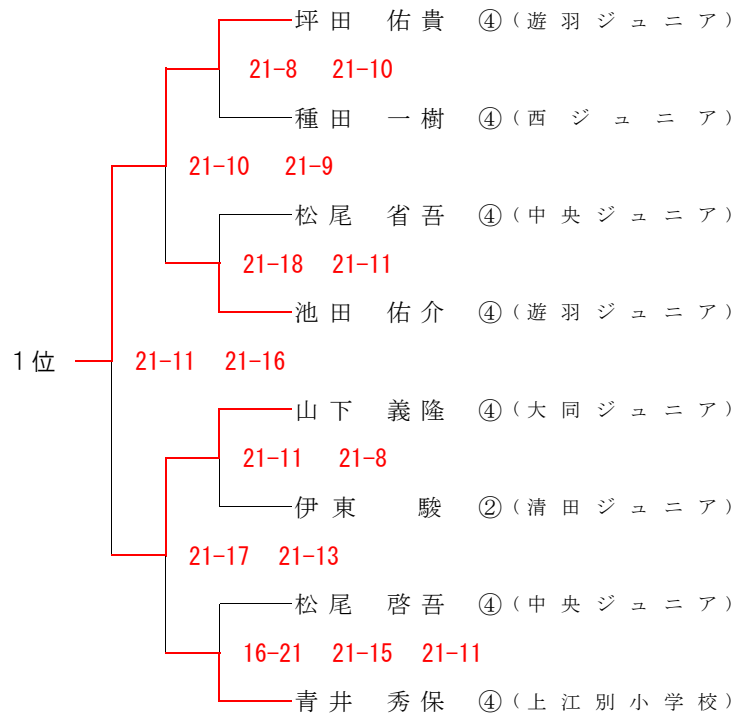 坪田 佑貴 ④(遊羽ジュニア)
21-8 21-10
種田 一樹 ④(西ジュニア)
21-10 21-9
松尾 省吾 ④(中央ジュニア)
21-18 21-11
池田 佑介 ④(遊羽ジュニア)
1位 21-11 21-16
山下 義隆 ④(大同ジュニア)
21-11 21-8
伊東 駿 ②(清田ジュニア)
21-17 21-13
松尾 啓吾 ④(中央ジュニア)
16-21 21-15 21-11
青井 秀保 ④(上江別小学校)